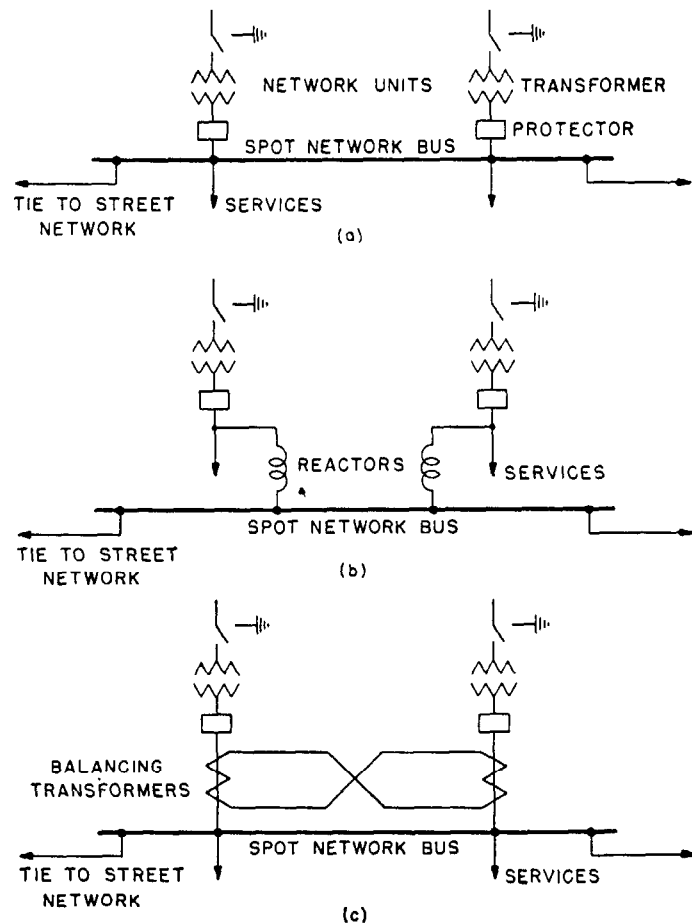 NETWORK UNITS
TRANSFORMER
PROTECTOR
SPOT NETWORK BUS
TIE TO STREET
NETWORK
SERVICES
(a)
REACTORS
SERVICES
SPOT NETWORK BUS
TIE TO STREET
NETWORK
(b)
BALANCING
TRANSFORMERS
SPOT NETWORK BUS
TIE TO STREET
NETWORK
SERVICES
(c)